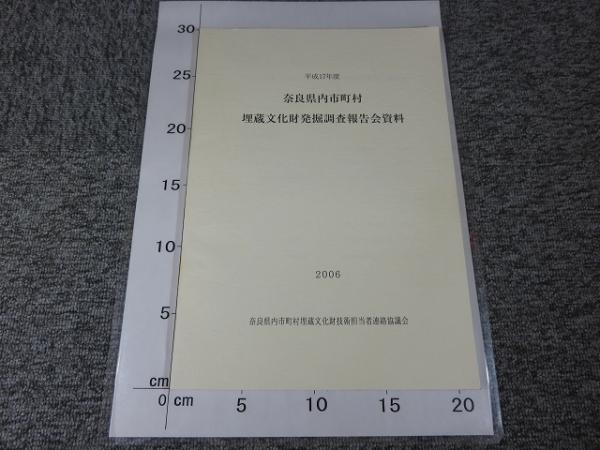 平成17年度
奈良県内市町村
埋蔵文化財発掘調査報告会資料
2006
奈良県内市町村埋蔵文化財技術担当者連絡協議会
30
25
20
15
10
5
cm
0 cm 5 10 15 20